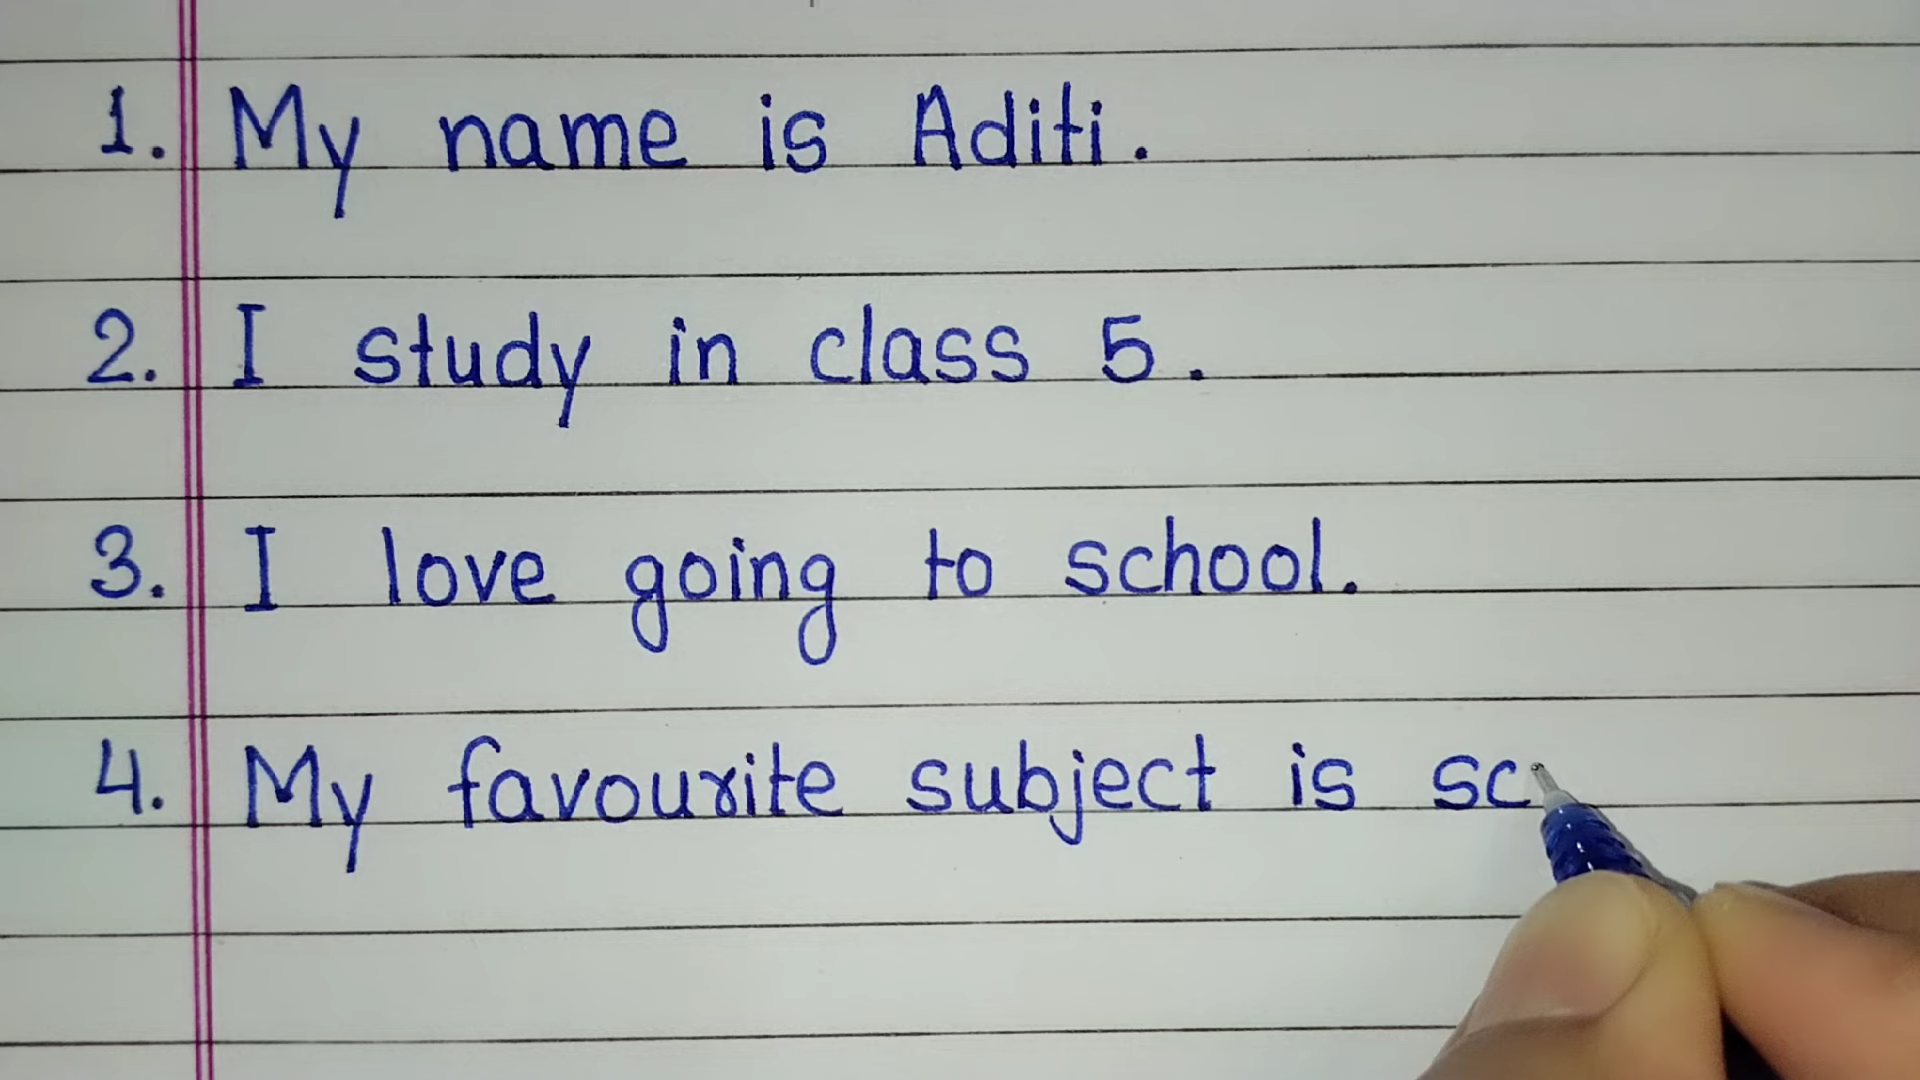 1. My name is Aditi.
2. I study in class 5.
3. I love going to school.
4. My favourite subject is sc